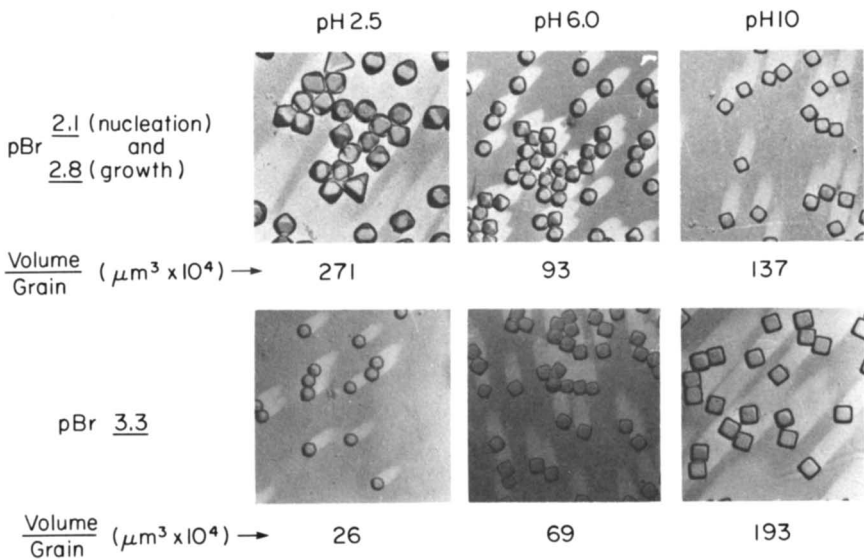 pH 2.5 pH 6.0 pH 10
2.1 (nucleation)
pBr and
2.8 (growth)
Volume
Grain (μm³ x 10⁴) → 271 93 137
pBr 3.3
Volume
Grain (μm³ x 10⁴) → 26 69 193